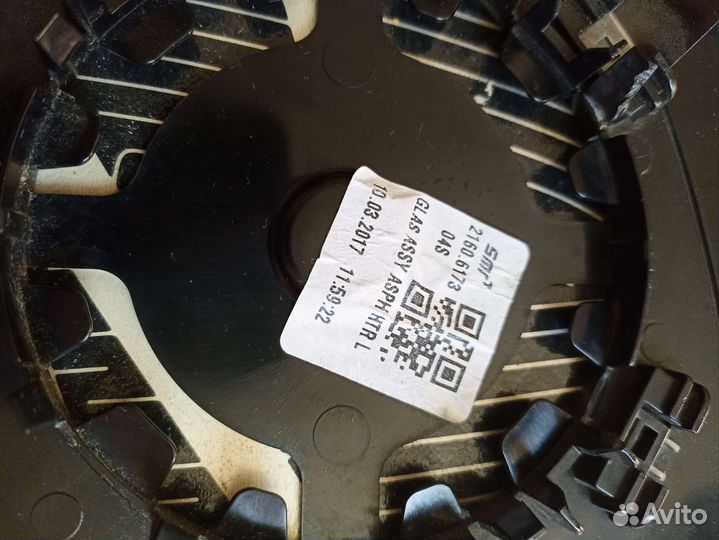 smr
2160.6173
04S
GLAS ASSY ASPH HTR L
10.03.2017 11:59:22
Avito